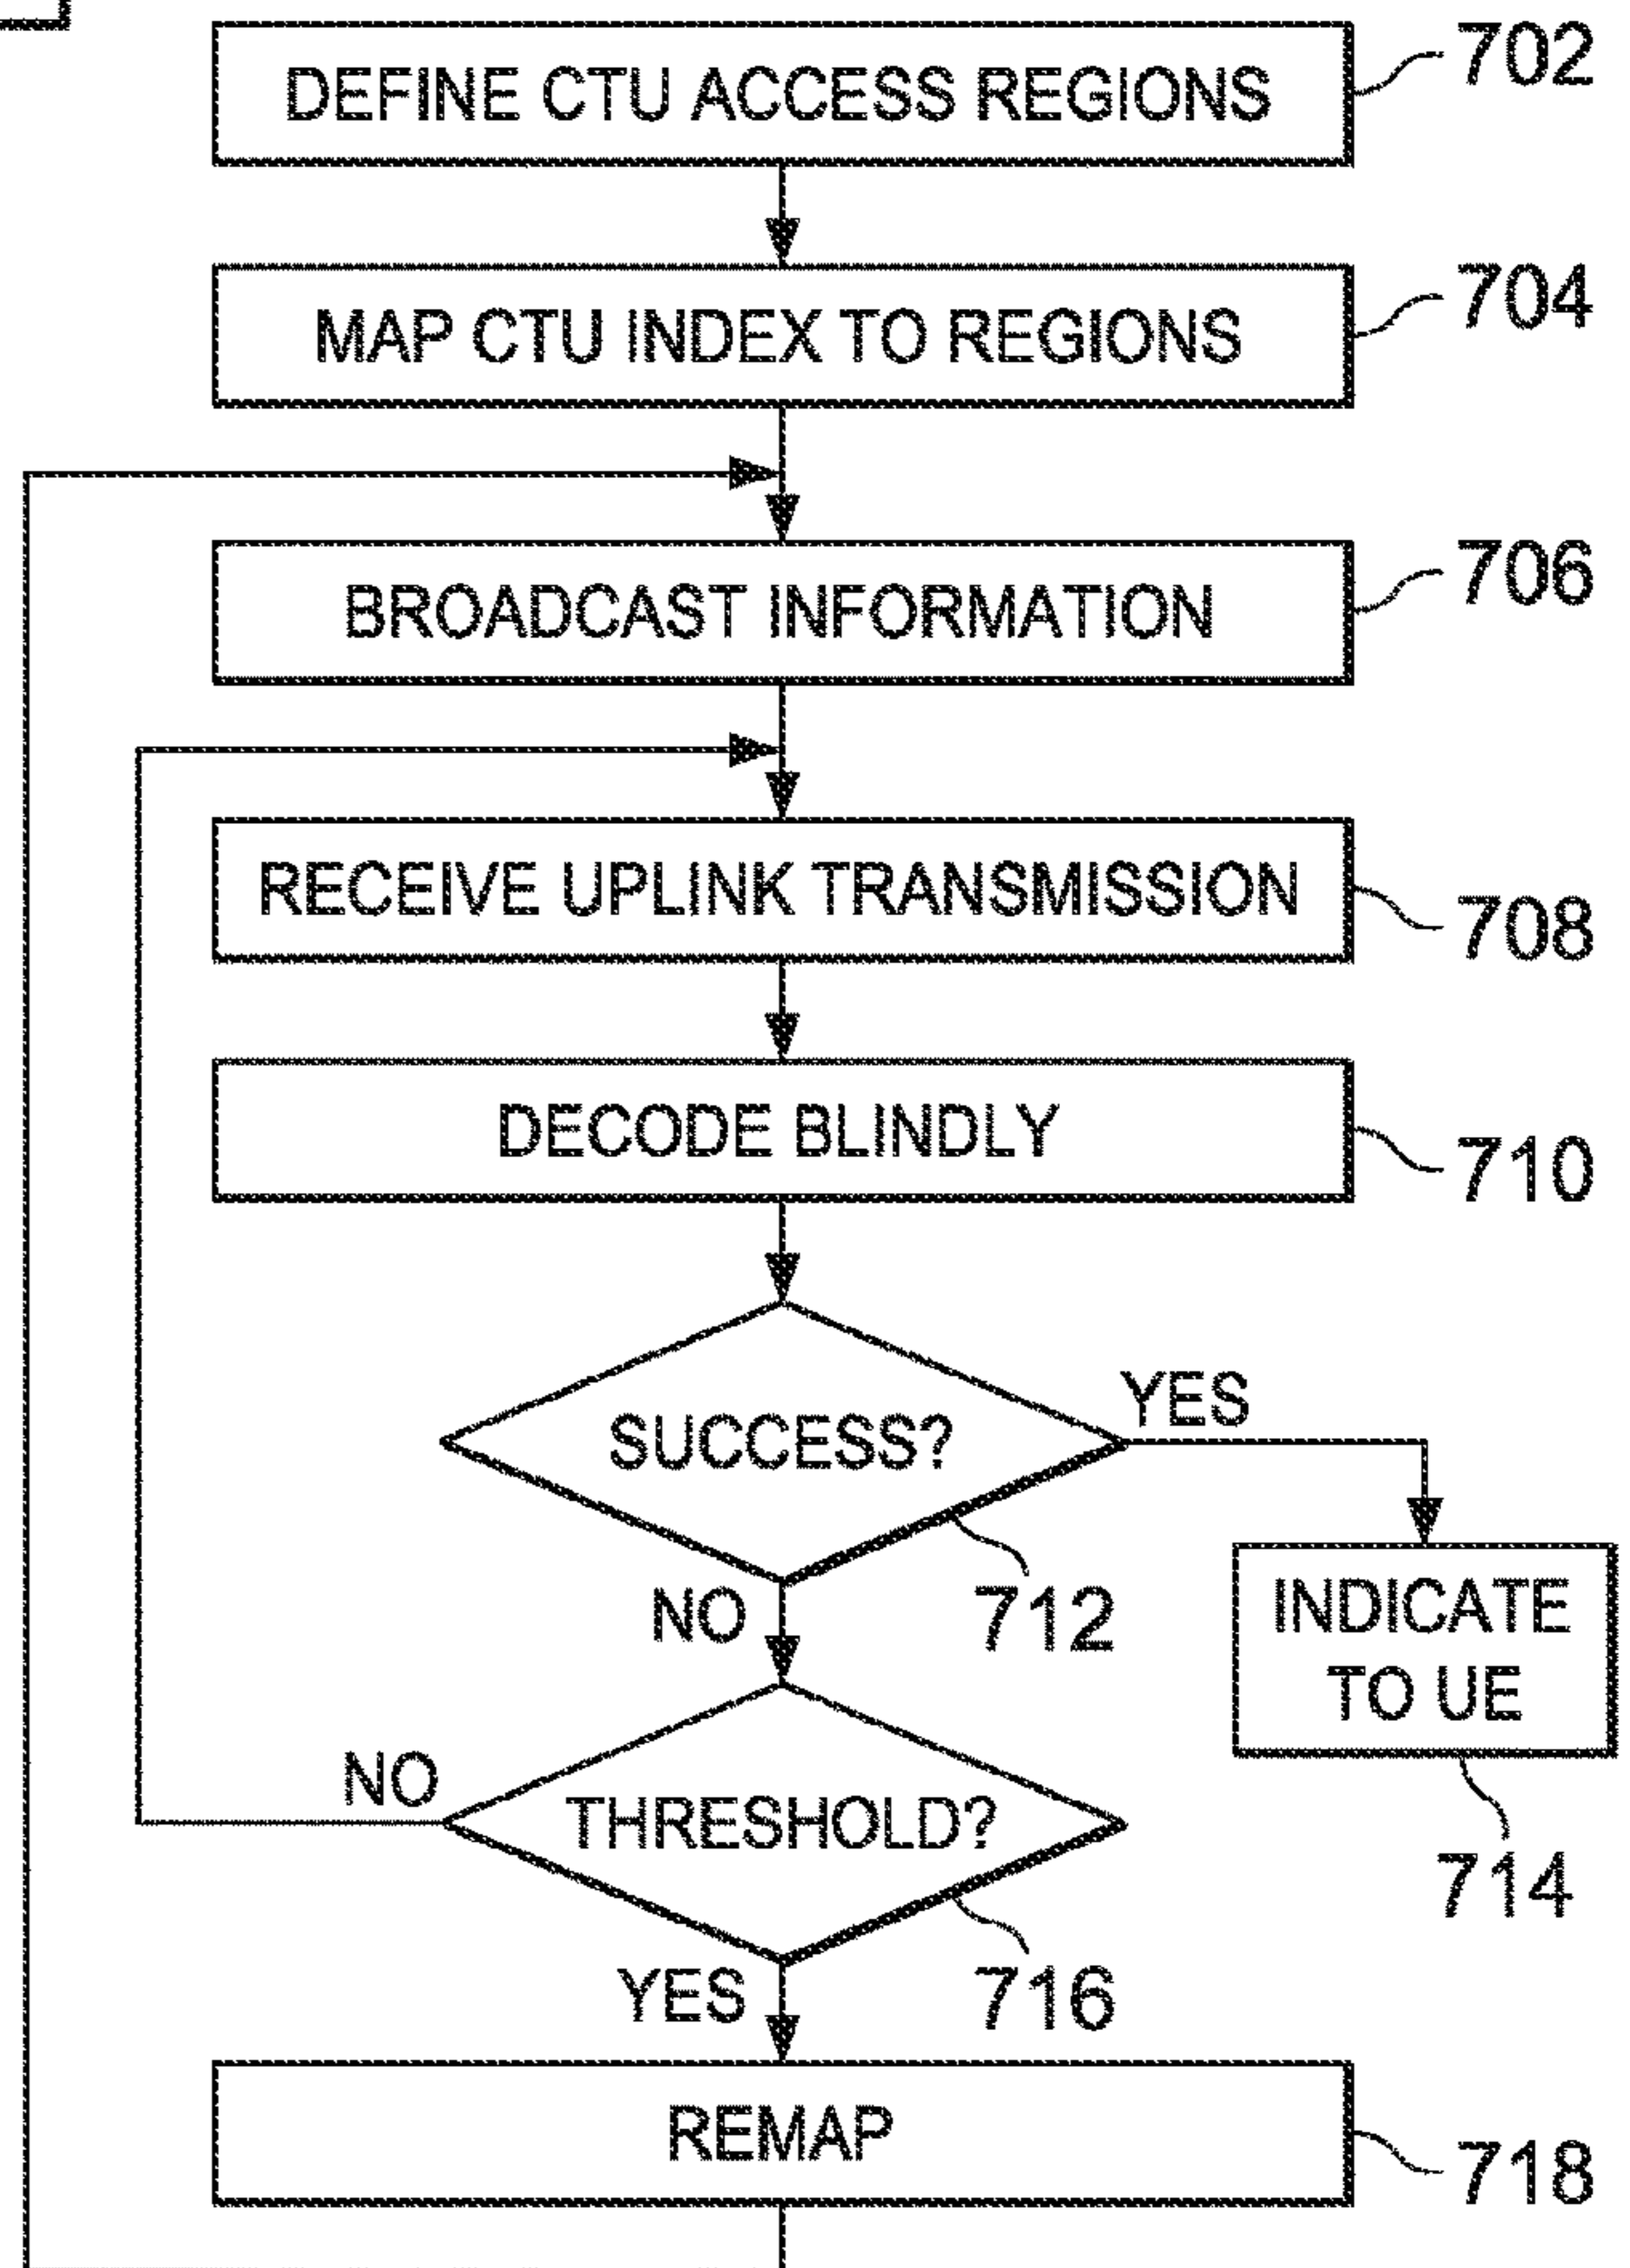 DEFINE CTU ACCESS REGIONS
702
MAP CTU INDEX TO REGIONS
704
BROADCAST INFORMATION
706
RECEIVE UPLINK TRANSMISSION
708
DECODE BLINDLY
710
SUCCESS?
YES
712
NO
INDICATE
TO UE
714
THRESHOLD?
NO
716
YES
REMAP
718